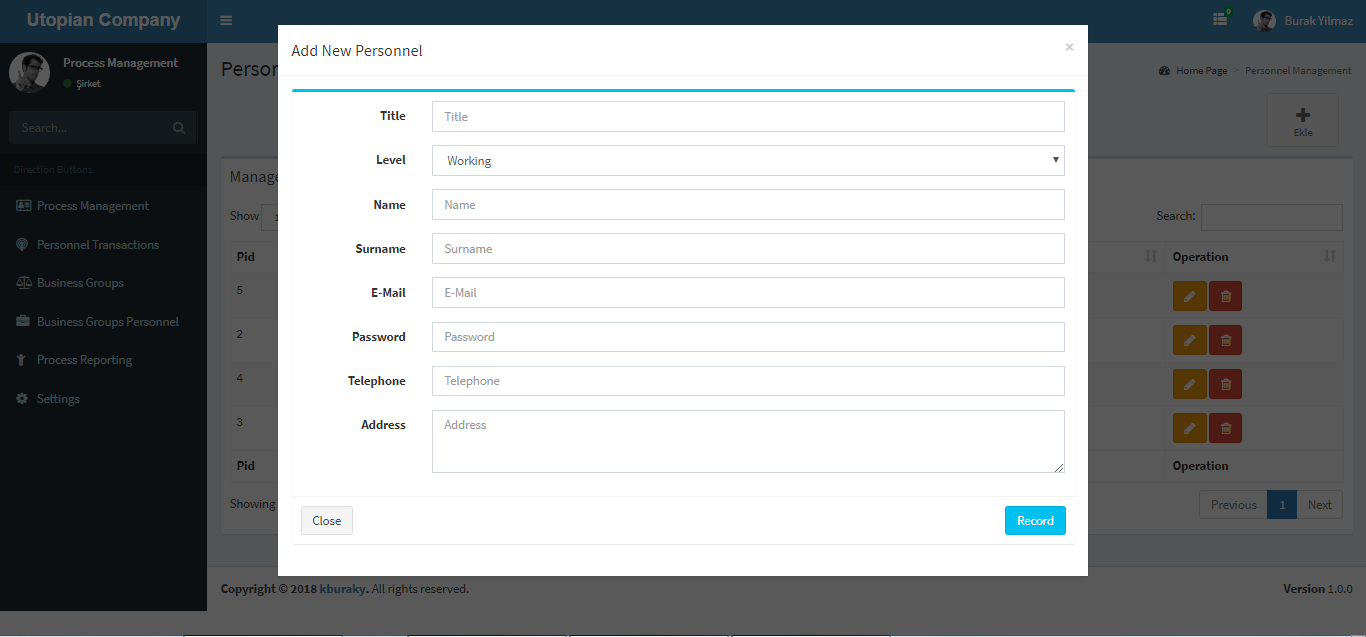 Utopian Company
Burak Yilmaz
Process Management
Şirket
Search...
Direction Buttons
Process Management
Personnel Transactions
Business Groups
Business Groups Personnel
Process Reporting
Settings
Home Page > Personnel Management
Ekle
Show
Search:
Pid
Operation
5
2
4
3
Pid
Operation
Showing
Previous 1 Next
Add New Personnel ×
Title Title
Level Working
Name Name
Surname Surname
E-Mail E-Mail
Password Password
Telephone Telephone
Address Address
Close Record
Copyright © 2018 kburaky. All rights reserved.
Version 1.0.0